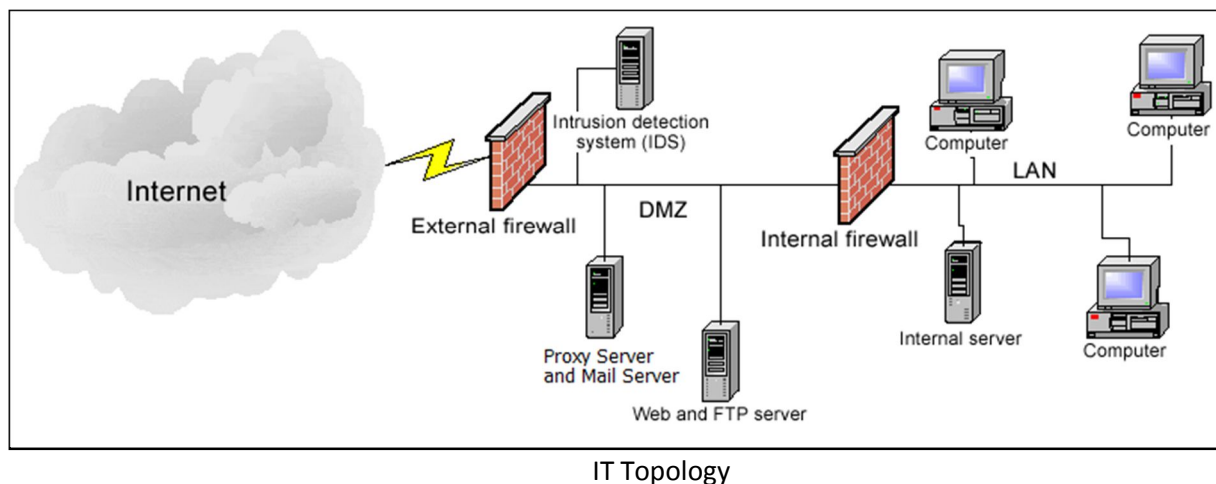 Internet
External firewall
Intrusion detection
system (IDS)
DMZ
Proxy Server
and Mail Server
Web and FTP server
Internal firewall
Computer
Computer
LAN
Internal server
Computer
IT Topology